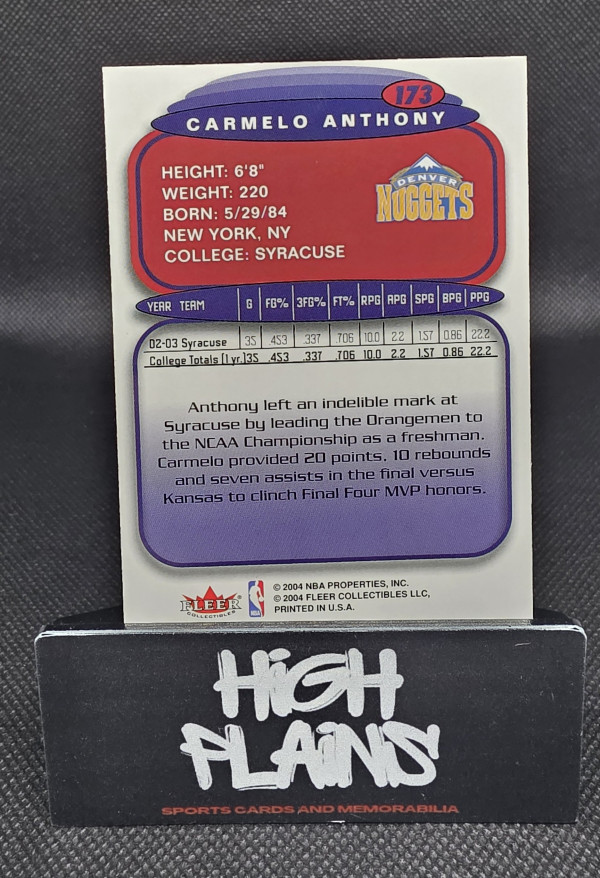 173
CARMELO ANTHONY
HEIGHT: 6'8"
WEIGHT: 220
BORN: 5/29/84
NEW YORK, NY
COLLEGE: SYRACUSE
DENVER
NUGGETS
YEAR TEAM G FG% 3FG% FT% RPG APG SPG BPG PPG
02-03 Syracuse 35 .453 .337 .706 10.0 2.2 1.57 0.86 22.2
College Totals (1 yr.) 35 .453 .337 .706 10.0 2.2 1.57 0.86 22.2
Anthony left an indelible mark at
Syracuse by leading the Orangemen to
the NCAA Championship as a freshman.
Carmelo provided 20 points, 10 rebounds
and seven assists in the final versus
Kansas to clinch Final Four MVP honors.
FLEER
COLLECTIBLES
NBA
© 2004 NBA PROPERTIES, INC.
© 2004 FLEER COLLECTIBLES LLC,
PRINTED IN U.S.A.
HIGH
PLAINS
SPORTS CARDS AND MEMORABILIA